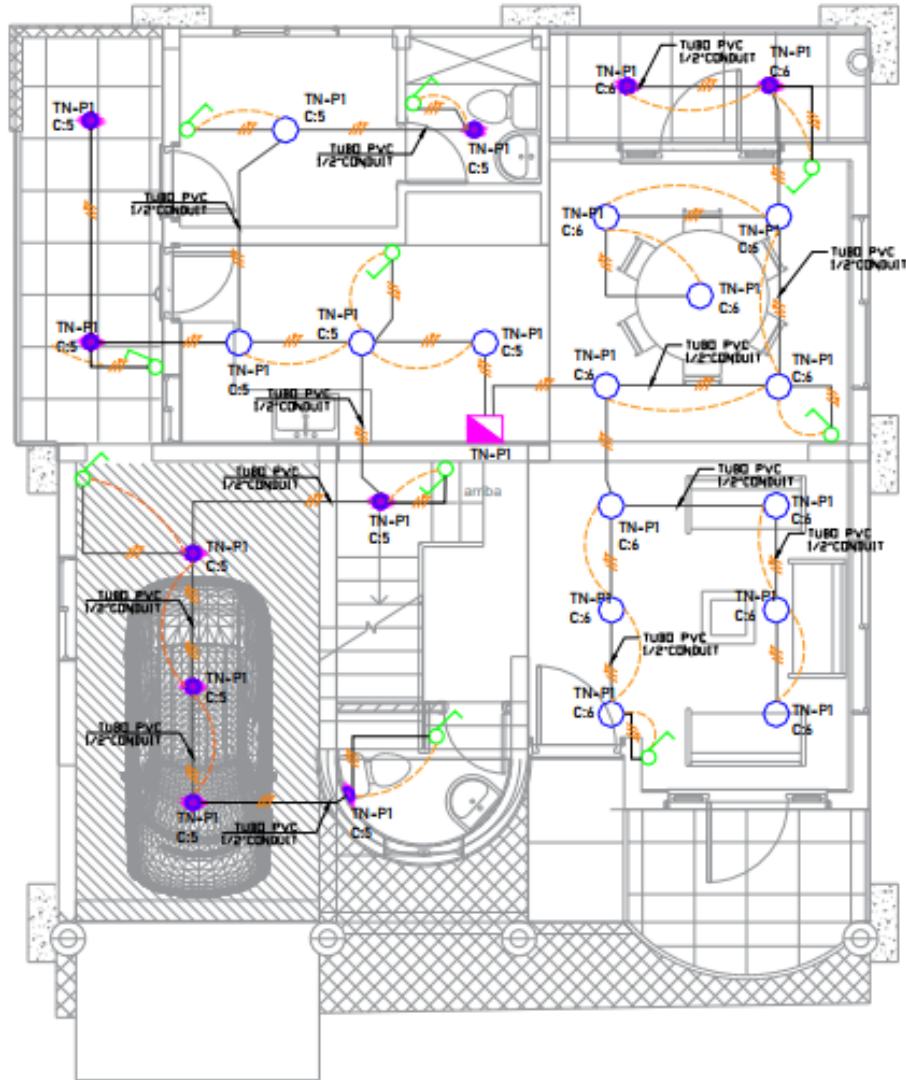 TUBO PVC
1/2"CONDUIT
TN-P1
C:6
TN-P1
C:6
TN-P1
C:5
TN-P1
C:5
TN-P1
C:5
TUBO PVC
1/2"CONDUIT
TUBO PVC
1/2"CONDUIT
TN-P1
C:6
TN-P1
C:6
TUBO PVC
1/2"CONDUIT
TN-P1
C:6
TN-P1
C:5
TN-P1
C:5
TN-P1
C:5
TN-P1
C:5
TUBO PVC
1/2"CONDUIT
TN-P1
C:6
TN-P1
C:6
TUBO PVC
1/2"CONDUIT
TN-P1
TUBO PVC
1/2"CONDUIT
arriba
TN-P1
C:5
TUBO PVC
1/2"CONDUIT
TN-P1
C:6
TN-P1
C:6
TUBO PVC
1/2"CONDUIT
TN-P1
C:5
TUBO PVC
1/2"CONDUIT
TN-P1
C:6
TN-P1
C:6
TUBO PVC
1/2"CONDUIT
TN-P1
C:5
TN-P1
C:6
TN-P1
C:6
TUBO PVC
1/2"CONDUIT
TN-P1
C:5
TN-P1
C:5
TUBO PVC
1/2"CONDUIT
N